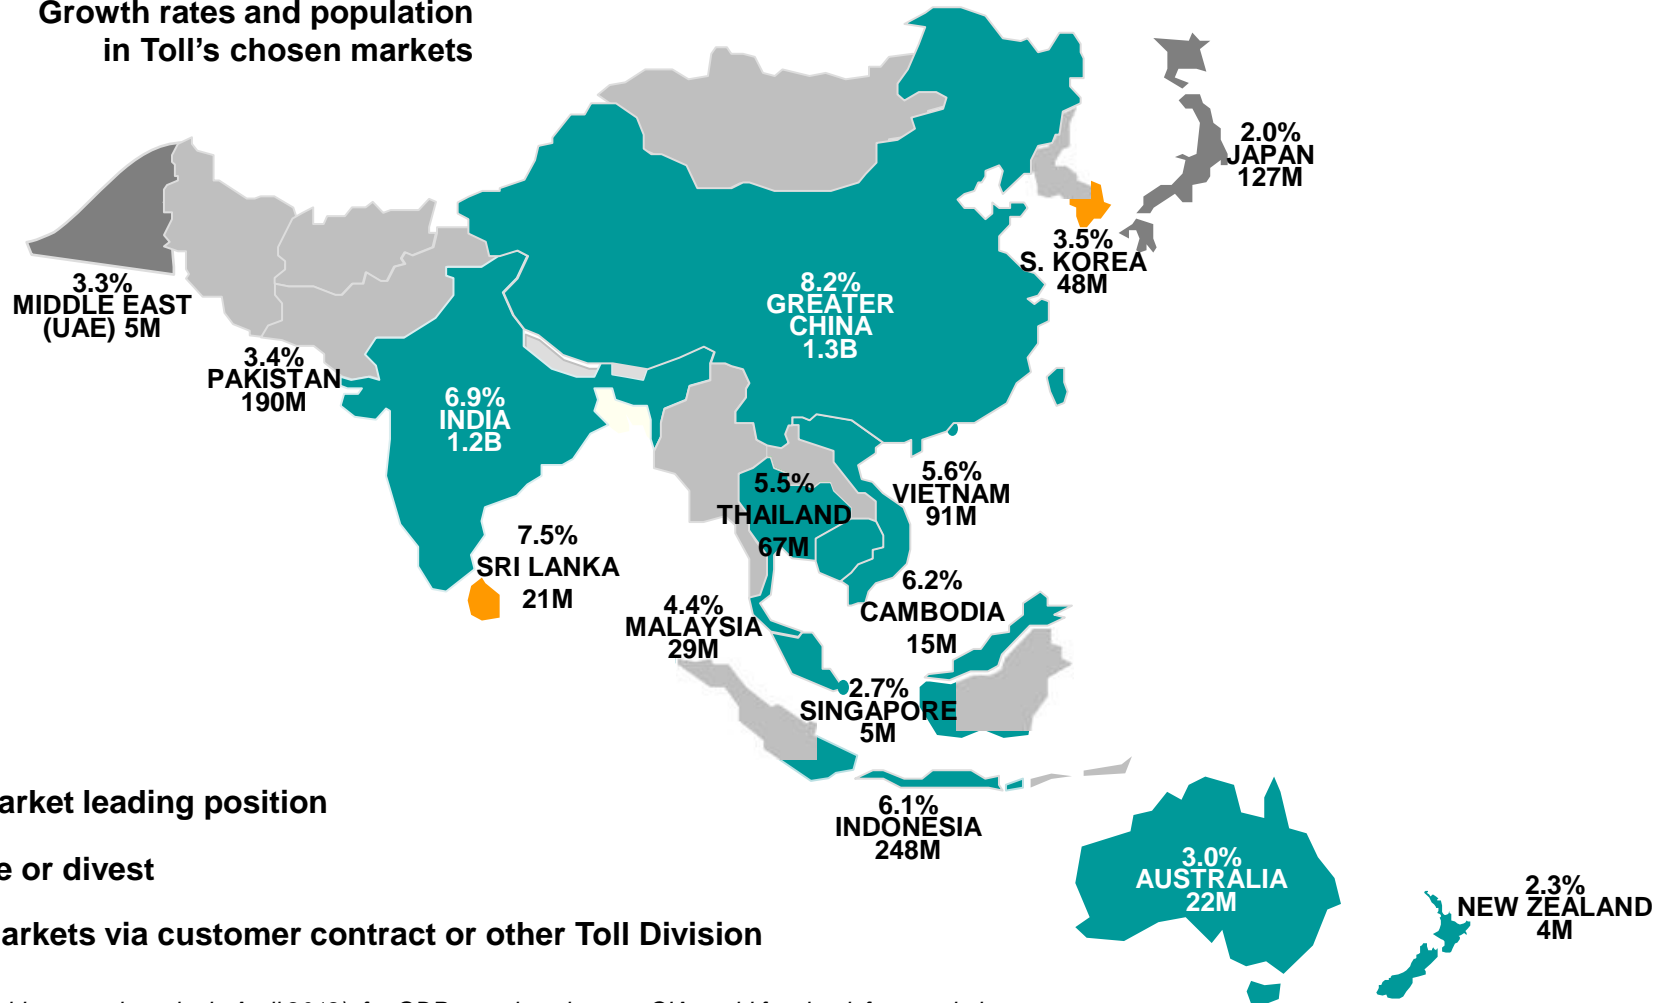 Growth rates and population
in Toll's chosen markets
2.0%
JAPAN
127M
3.5%
S. KOREA
48M
3.3%
MIDDLE EAST
(UAE) 5M
8.2%
GREATER
CHINA
1.3B
3.4%
PAKISTAN
190M
6.9%
INDIA
1.2B
5.6%
VIETNAM
91M
5.5%
THAILAND
67M
7.5%
SRI LANKA
21M
6.2%
CAMBODIA
15M
4.4%
MALAYSIA
29M
2.7%
SINGAPORE
5M
6.1%
INDONESIA
248M
3.0%
AUSTRALIA
22M
2.3%
NEW ZEALAND
4M
arket leading position
e or divest
arkets via customer contract or other Toll Division